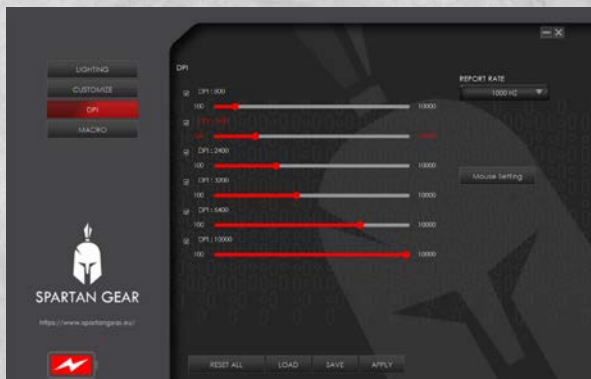 LIGHTING
CUSTOMIZE
DPI
MACRO
SPARTAN GEAR
https://www.spartangear.eu/
DPI
DPI : 800
100 10000
100 10000
DPI : 2400
100 10000
DPI : 3200
100 10000
DPI : 6400
100 10000
DPI : 10000
100 10000
REPORT RATE
1000 HZ
Mouse Setting
RESET ALL
LOAD
SAVE
APPLY